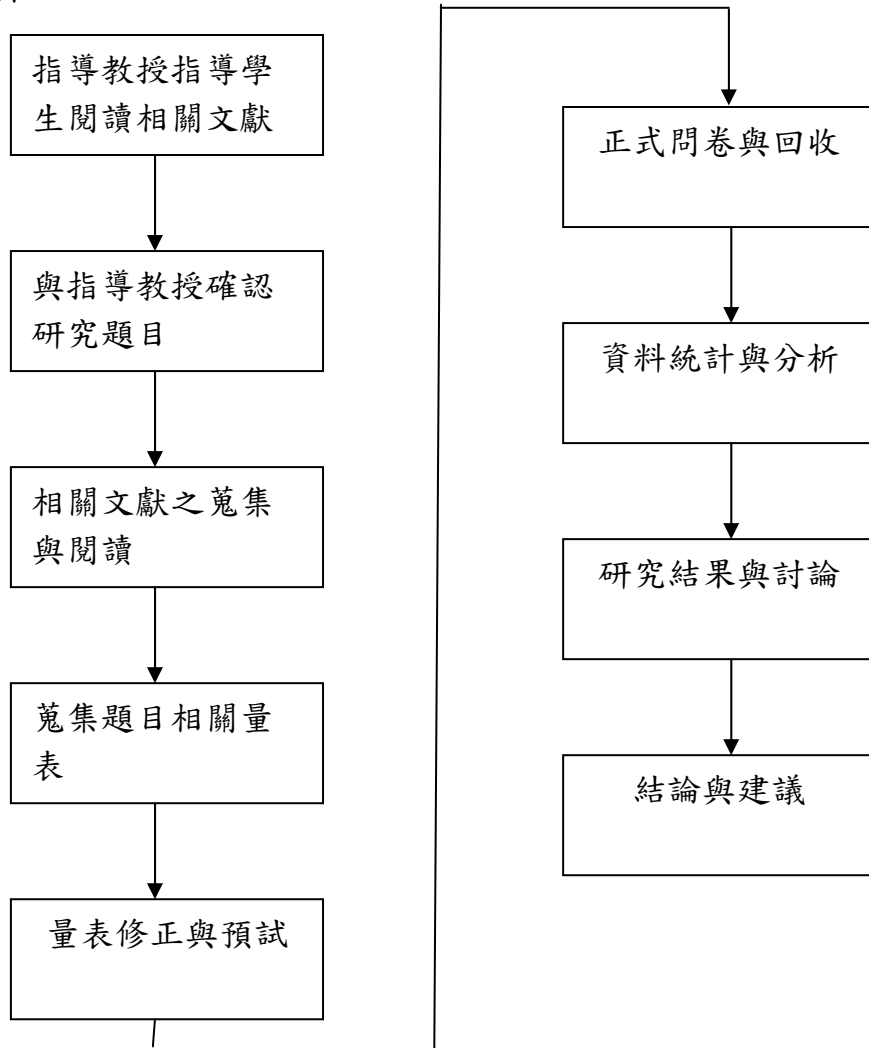 指導教授指導學
生閱讀相關文獻
與指導教授確認
研究題目
相關文獻之蒐集
與閱讀
蒐集題目相關量
表
量表修正與預試
正式問卷與回收
資料統計與分析
研究結果與討論
結論與建議